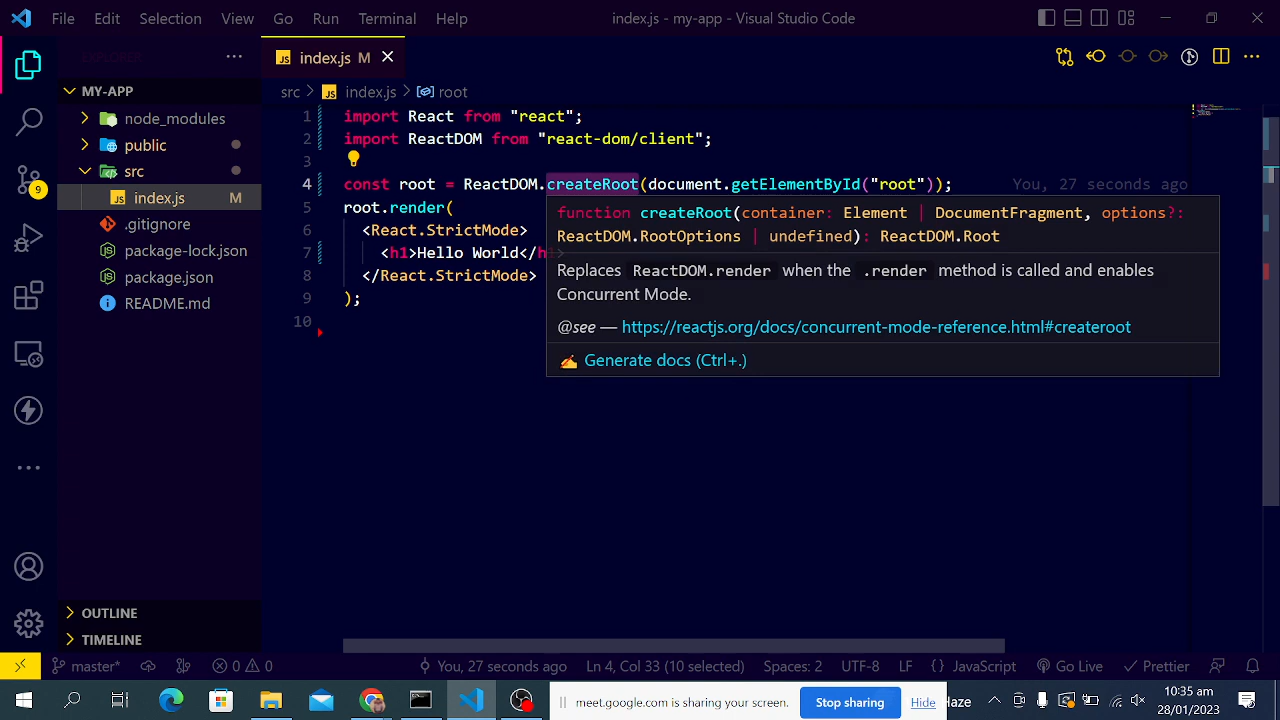 File Edit Selection View Go Run Terminal Help
index.js - my-app - Visual Studio Code
EXPLORER
index.js M
MY-APP
src > index.js > root
node_modules
public
src
index.js M
.gitignore
package-lock.json
package.json
README.md
1 import React from "react";
2 import ReactDOM from "react-dom/client";
3
4 const root = ReactDOM.createRoot(document.getElementById("root")); You, 27 seconds ago
5 root.render(
6 <React.StrictMode>
7 <h1>Hello World</h1>
8 </React.StrictMode>
9 );
10
function createRoot(container: Element | DocumentFragment, options?:
ReactDOM.RootOptions | undefined): ReactDOM.Root
Replaces ReactDOM.render when the .render method is called and enables
Concurrent Mode.
@see — https://reactjs.org/docs/concurrent-mode-reference.html#createroot
Generate docs (Ctrl+.)
9
OUTLINE
TIMELINE
master* 0 0 You, 27 seconds ago Ln 4, Col 33 (10 selected) Spaces: 2 UTF-8 LF {} JavaScript Go Live Prettier
meet.google.com is sharing your screen. Stop sharing Hide Haze
10:35 pm
28/01/2023